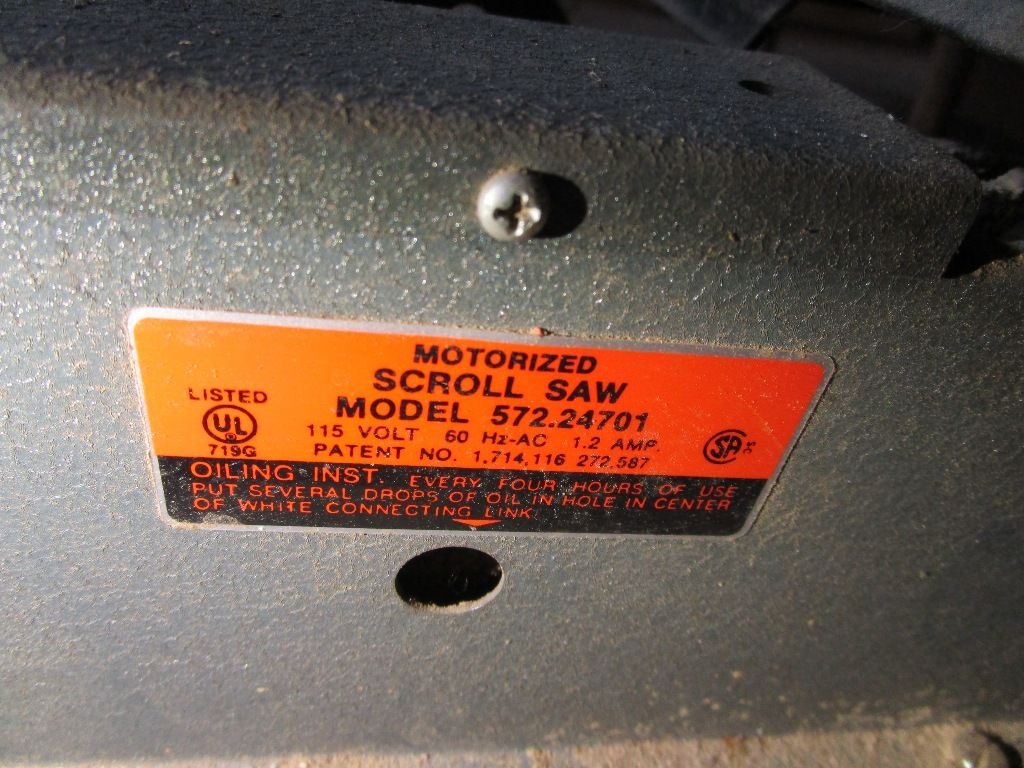 MOTORIZED
SCROLL SAW
MODEL 572.24701
LISTED
UL
719G
115 VOLT 60 Hz-AC 1.2 AMP.
PATENT NO. 1,714,116 272,587
SA
OILING INST. EVERY FOUR HOURS OF USE
PUT SEVERAL DROPS OF OIL IN HOLE IN CENTER
OF WHITE CONNECTING LINK